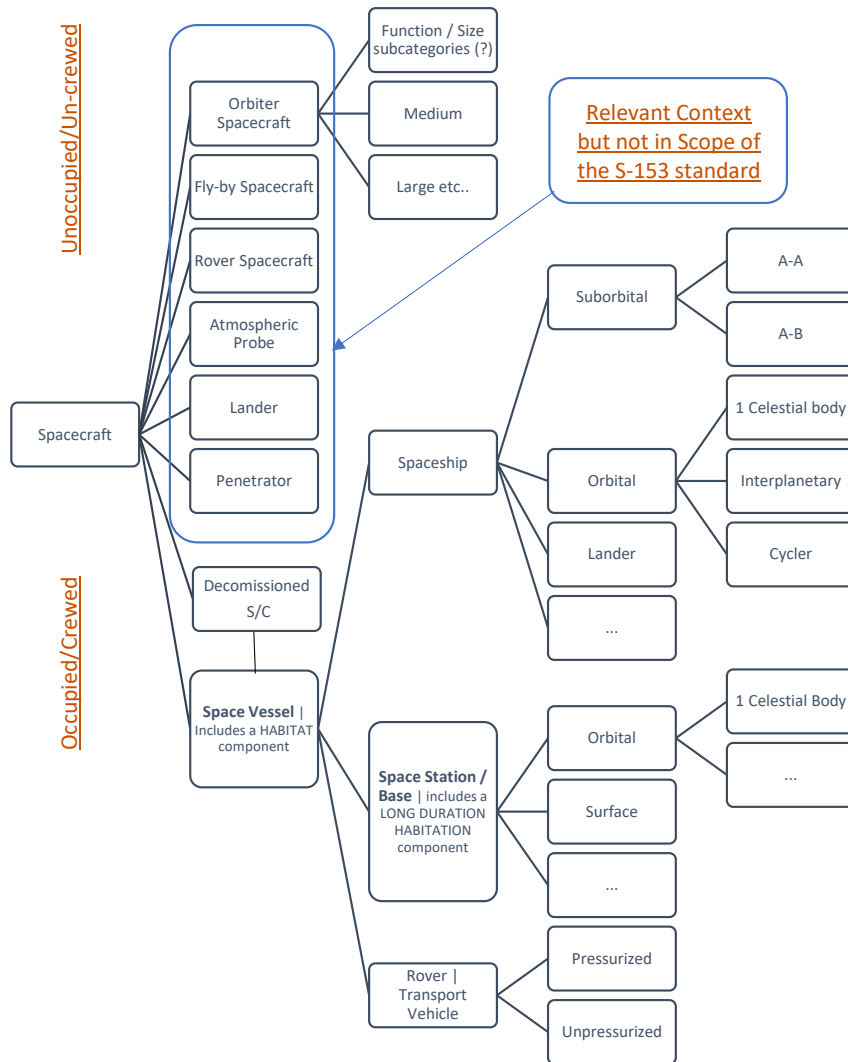 Unoccupied/Un-crewed
Occupied/Crewed
Spacecraft
Orbiter
Spacecraft
Fly-by Spacecraft
Rover Spacecraft
Atmospheric
Probe
Lander
Penetrator
Decomissioned
S/C
Space Vessel |
Includes a HABITAT
component
Function / Size
subcategories (?)
Medium
Large etc..
Relevant Context
but not in Scope of
the S-153 standard
Spaceship
Suborbital
A-A
A-B
Orbital
1 Celestial body
Interplanetary
Cycler
Lander
...
Space Station /
Base | includes a
LONG DURATION
HABITATION
component
Orbital
1 Celestial Body
...
Surface
...
Rover |
Transport
Vehicle
Pressurized
Unpressurized